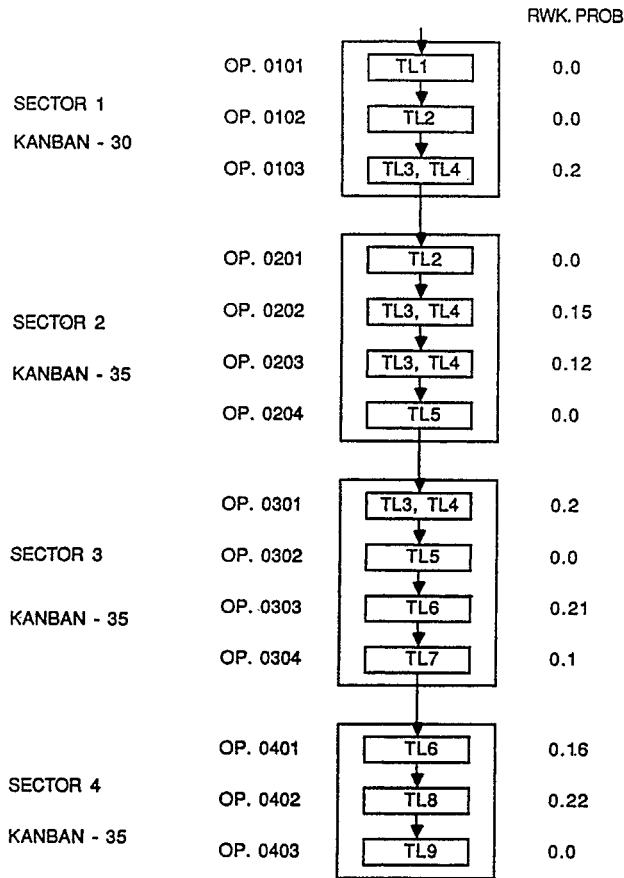 RWK. PROB
OP. 0101 TL1 0.0
SECTOR 1
OP. 0102 TL2 0.0
KANBAN - 30
OP. 0103 TL3, TL4 0.2
OP. 0201 TL2 0.0
SECTOR 2
OP. 0202 TL3, TL4 0.15
KANBAN - 35
OP. 0203 TL3, TL4 0.12
OP. 0204 TL5 0.0
OP. 0301 TL3, TL4 0.2
SECTOR 3
OP. 0302 TL5 0.0
KANBAN - 35
OP. 0303 TL6 0.21
OP. 0304 TL7 0.1
OP. 0401 TL6 0.16
SECTOR 4
OP. 0402 TL8 0.22
KANBAN - 35
OP. 0403 TL9 0.0